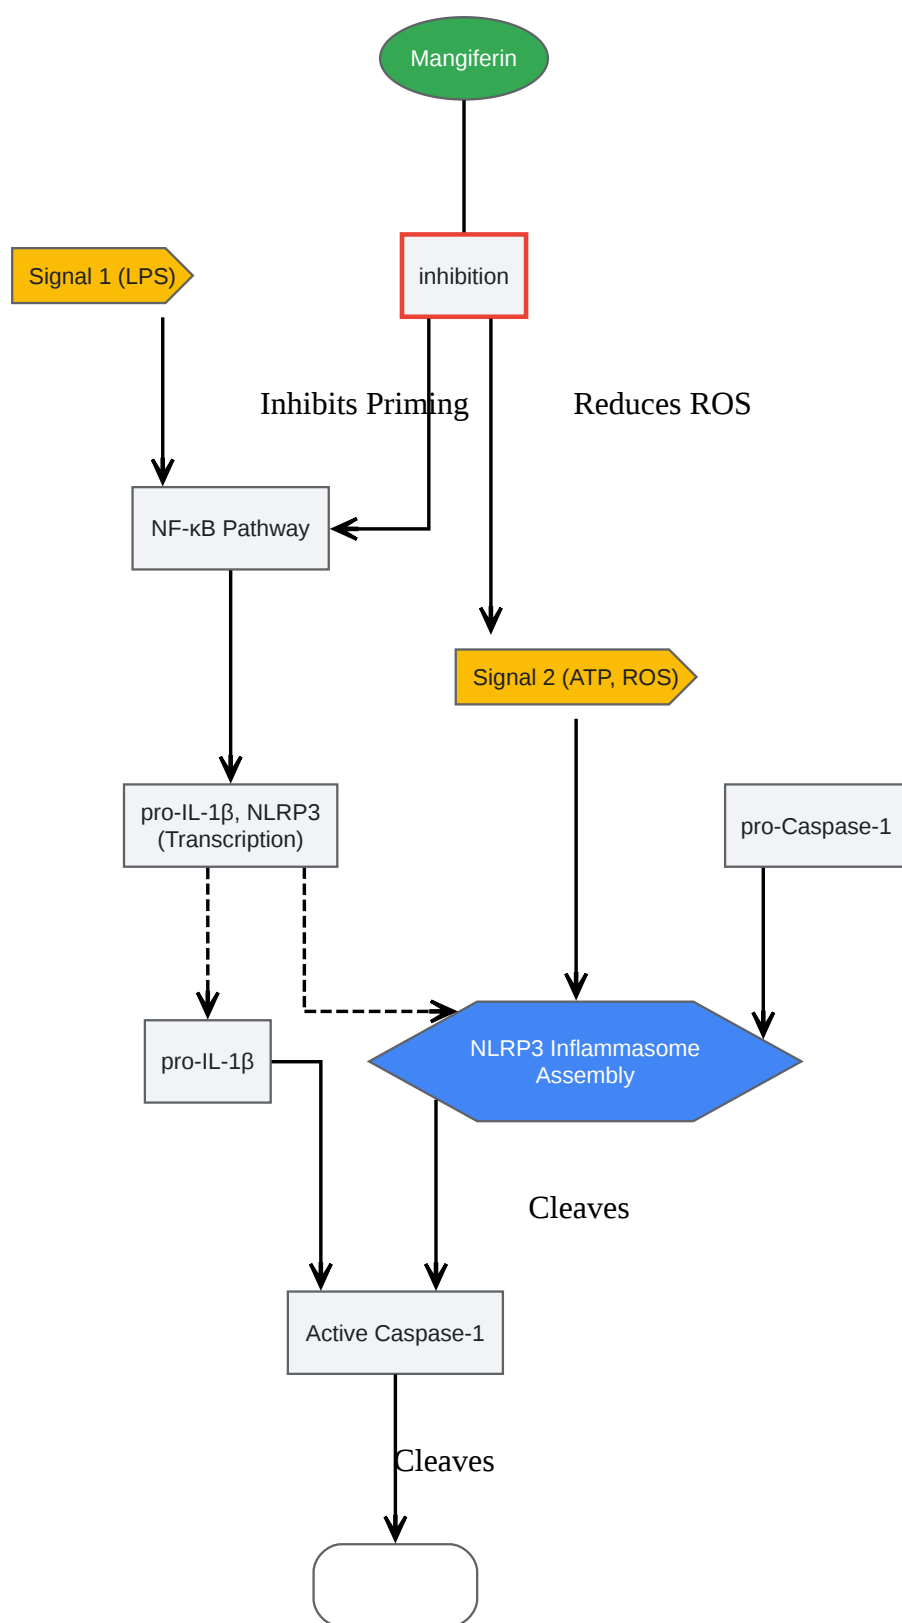 Mangiferin
Signal 1 (LPS)
inhibition
Inhibits Priming
Reduces ROS
NF-κB Pathway
Signal 2 (ATP, ROS)
pro-IL-1β, NLRP3
(Transcription)
pro-Caspase-1
NLRP3 Inflammasome
Assembly
pro-IL-1β
Cleaves
Active Caspase-1
Cleaves